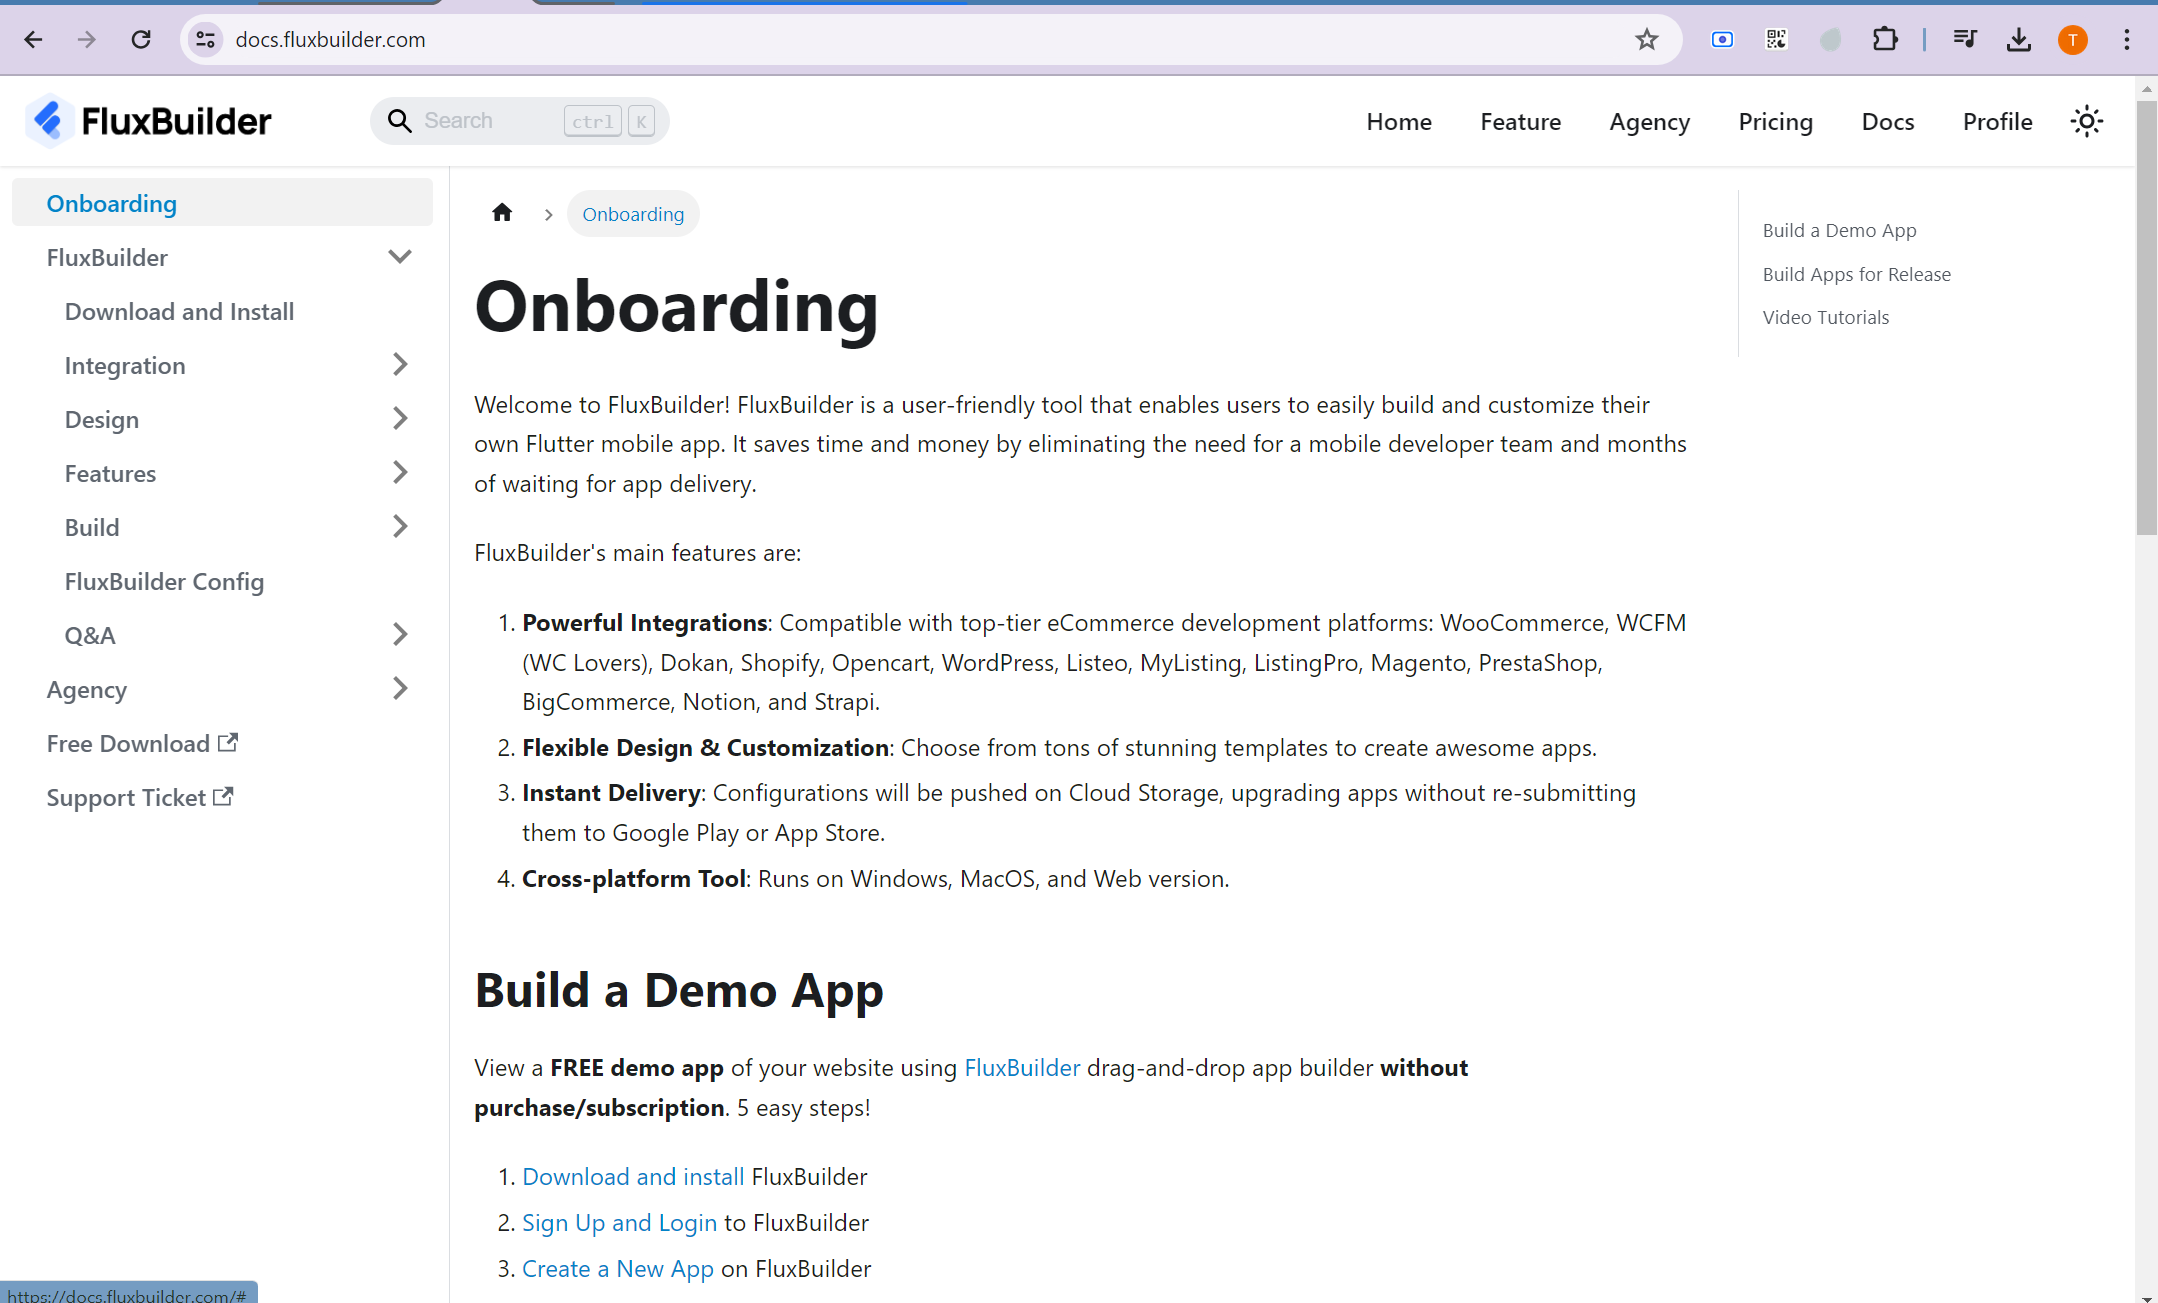 docs.fluxbuilder.com
T
FluxBuilder
Search
ctrl K
Home
Feature
Agency
Pricing
Docs
Profile
Onboarding
FluxBuilder
Download and Install
Integration
Design
Features
Build
FluxBuilder Config
Q&A
Agency
Free Download
Support Ticket
Onboarding
Onboarding
Welcome to FluxBuilder! FluxBuilder is a user-friendly tool that enables users to easily build and customize their
own Flutter mobile app. It saves time and money by eliminating the need for a mobile developer team and months
of waiting for app delivery.
FluxBuilder's main features are:
1. Powerful Integrations: Compatible with top-tier eCommerce development platforms: WooCommerce, WCFM
(WC Lovers), Dokan, Shopify, Opencart, WordPress, Listeo, MyListing, ListingPro, Magento, PrestaShop,
BigCommerce, Notion, and Strapi.
2. Flexible Design & Customization: Choose from tons of stunning templates to create awesome apps.
3. Instant Delivery: Configurations will be pushed on Cloud Storage, upgrading apps without re-submitting
them to Google Play or App Store.
4. Cross-platform Tool: Runs on Windows, MacOS, and Web version.
Build a Demo App
View a FREE demo app of your website using FluxBuilder drag-and-drop app builder without
purchase/subscription. 5 easy steps!
1. Download and install FluxBuilder
2. Sign Up and Login to FluxBuilder
3. Create a New App on FluxBuilder
Build a Demo App
Build Apps for Release
Video Tutorials
https://docs.fluxbuilder.com/#